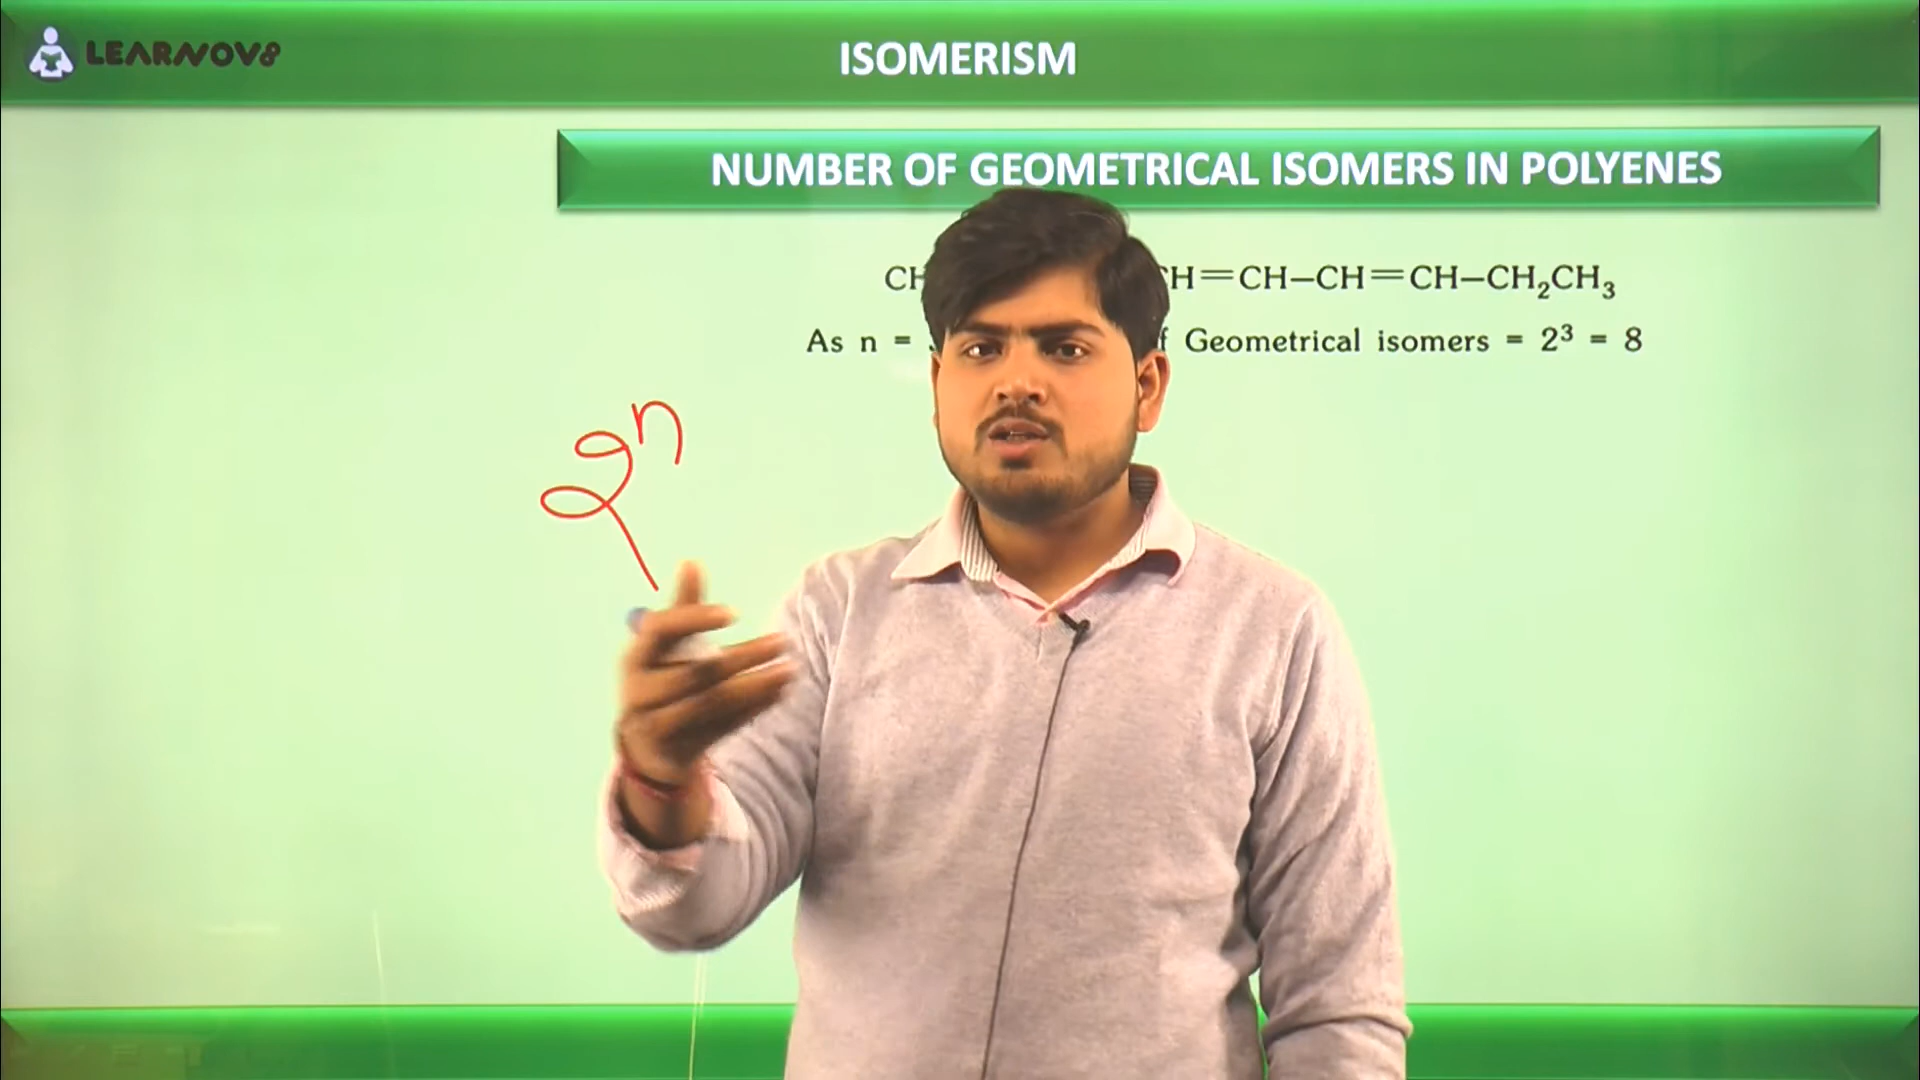 LEARNOV8
ISOMERISM
NUMBER OF GEOMETRICAL ISOMERS IN POLYENES
CH=CH–CH=CH–CH₂CH₃
As n = Geometrical isomers = 2³ = 8
2ⁿ